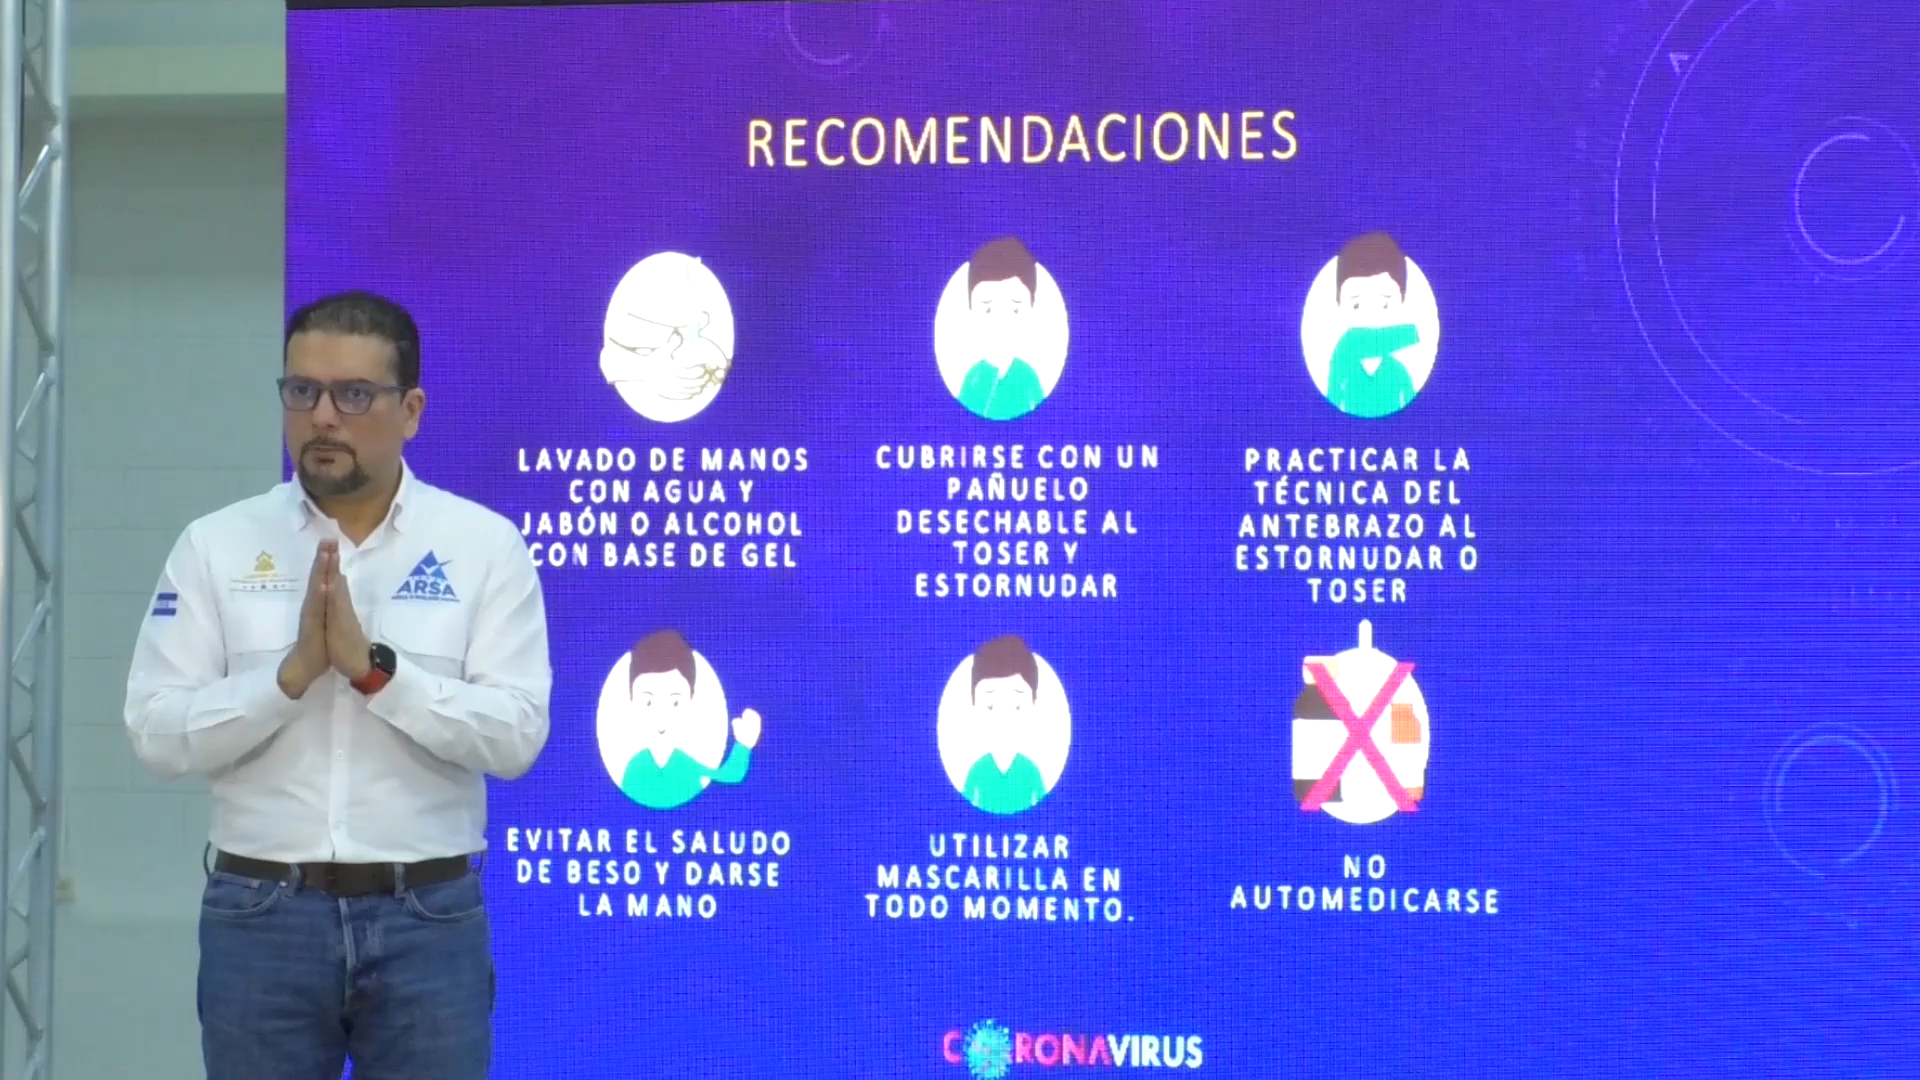 RECOMENDACIONES
LAVADO DE MANOS
CON AGUA Y
JABÓN O ALCOHOL
CON BASE DE GEL
CUBRIRSE CON UN
PAÑUELO
DESECHABLE AL
TOSER Y
ESTORNUDAR
PRACTICAR LA
TÉCNICA DEL
ANTEBRAZO AL
ESTORNUDAR O
TOSER
EVITAR EL SALUDO
DE BESO Y DARSE
LA MANO
UTILIZAR
MASCARILLA EN
TODO MOMENTO.
NO
AUTOMEDICARSE
CORONAVIRUS
ARSA